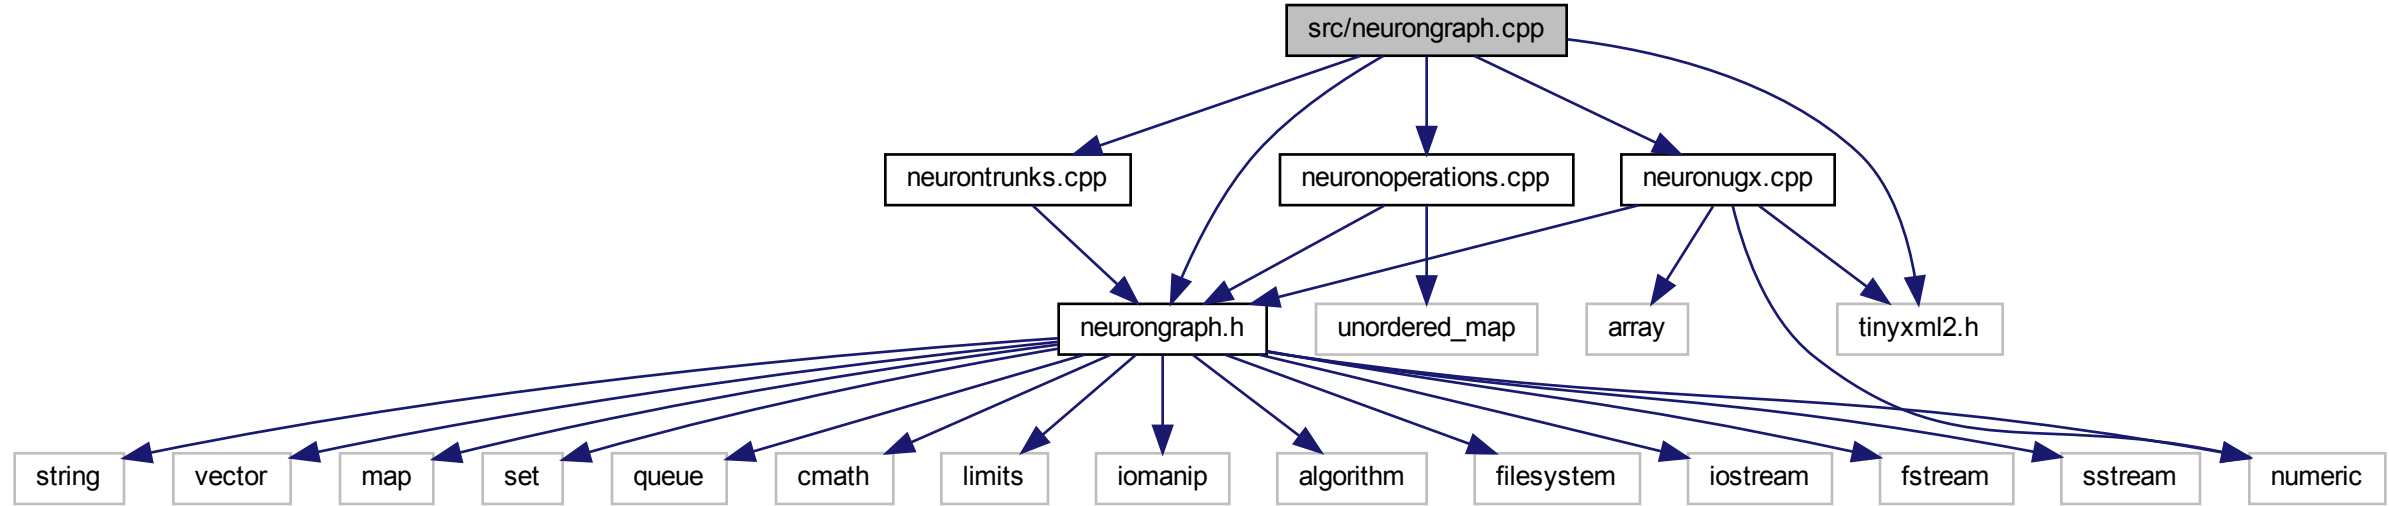 src/neurongraph.cpp
neurontrunks.cpp
neuronoperations.cpp
neuronugx.cpp
neurongraph.h
unordered_map
array
tinyxml2.h
string
vector
map
set
queue
cmath
limits
iomanip
algorithm
filesystem
iostream
fstream
sstream
numeric